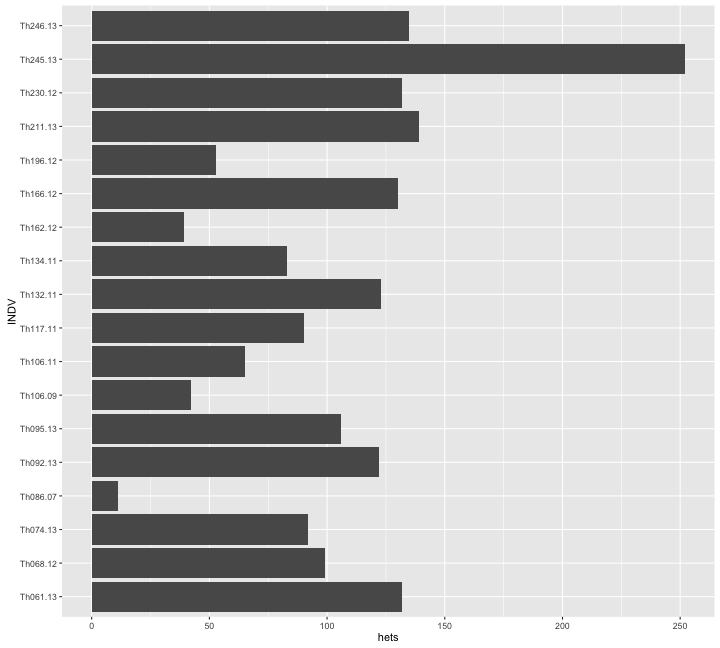 Th246.13
Th245.13
Th230.12
Th211.13
Th196.12
Th166.12
Th162.12
Th134.11
Th132.11
Th117.11
Th106.11
Th106.09
Th095.13
Th092.13
Th086.07
Th074.13
Th068.12
Th061.13
INDV
0 50 100 150 200 250
hets